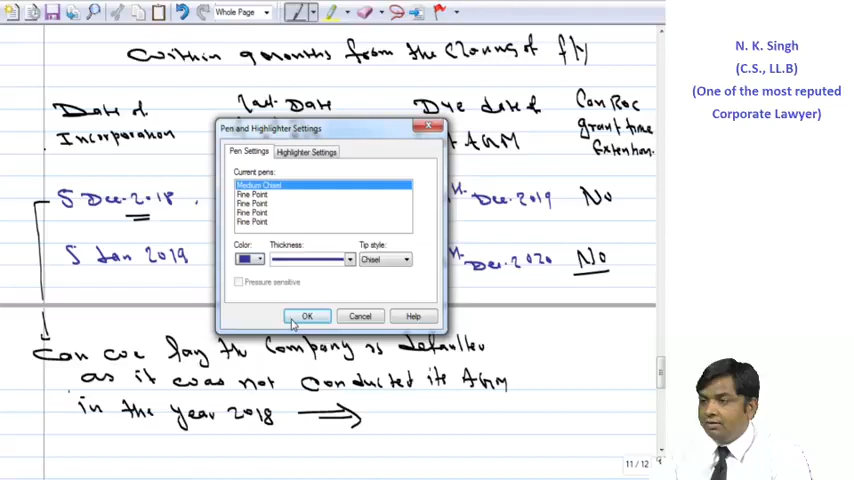 Whole Page
N. K. Singh
(C.S., LL.B)
(One of the most reputed
Corporate Lawyer)
within 9 months from the closing of f(y)
Date of
Incorporation
Last Date
Due date of
AGM
Can ROC
grant time
Extention.
5 Dec-2018
Dec-2019
No
5 Jan 2019
Dec-2020
No
Pen and Highlighter Settings
Pen Settings
Highlighter Settings
Current pens:
Medium Chisel
Fine Point
Fine Point
Fine Point
Fine Point
Color:
Thickness:
Tip style:
Chisel
Pressure sensitive
OK
Cancel
Help
Can we say the Company is defaulter
as it was not conducted its AGM
in the year 2018
11 / 12